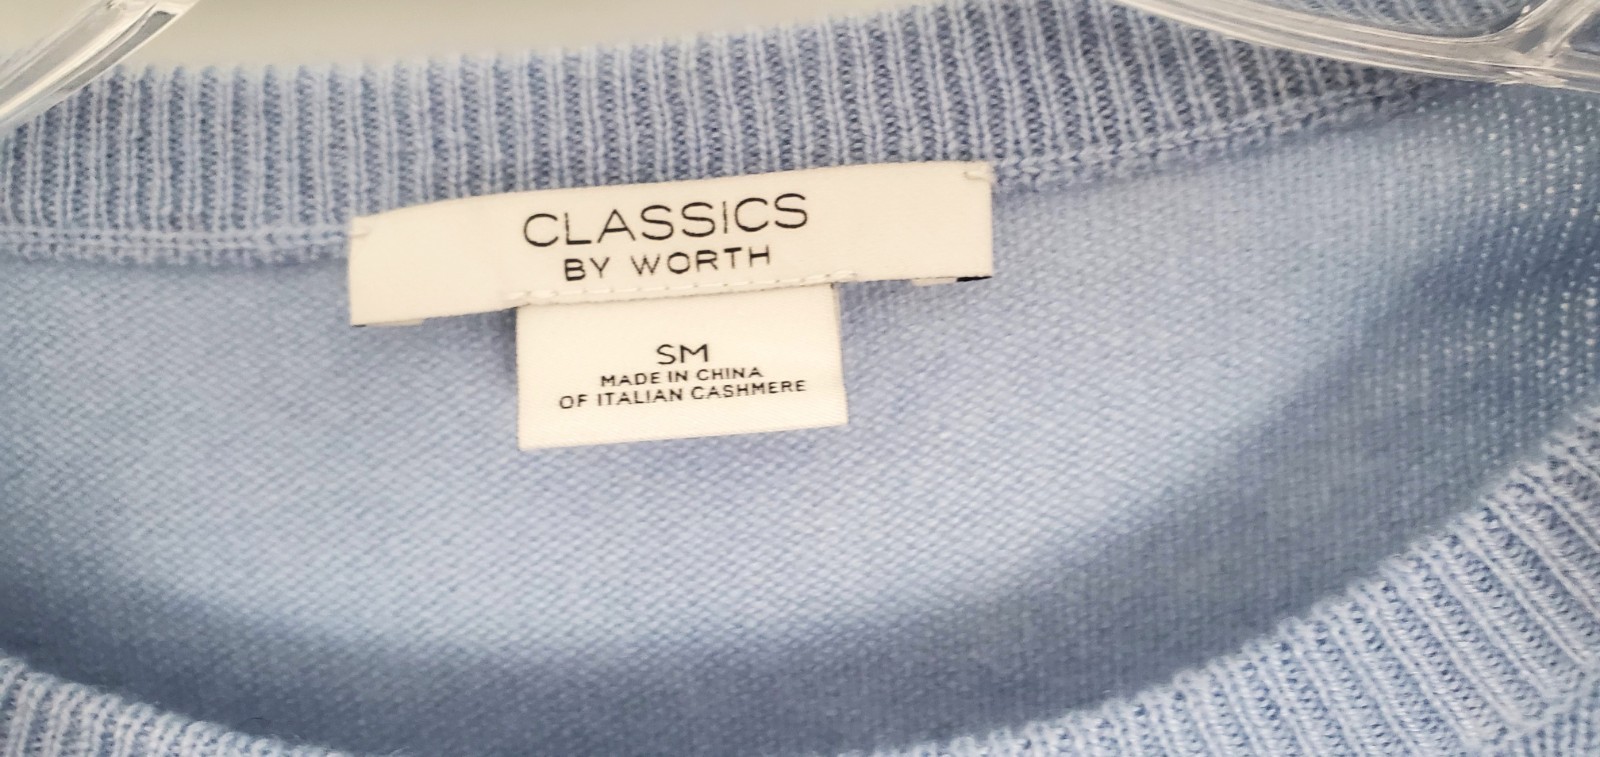 CLASSICS
BY WORTH
SM
MADE IN CHINA
OF ITALIAN CASHMERE